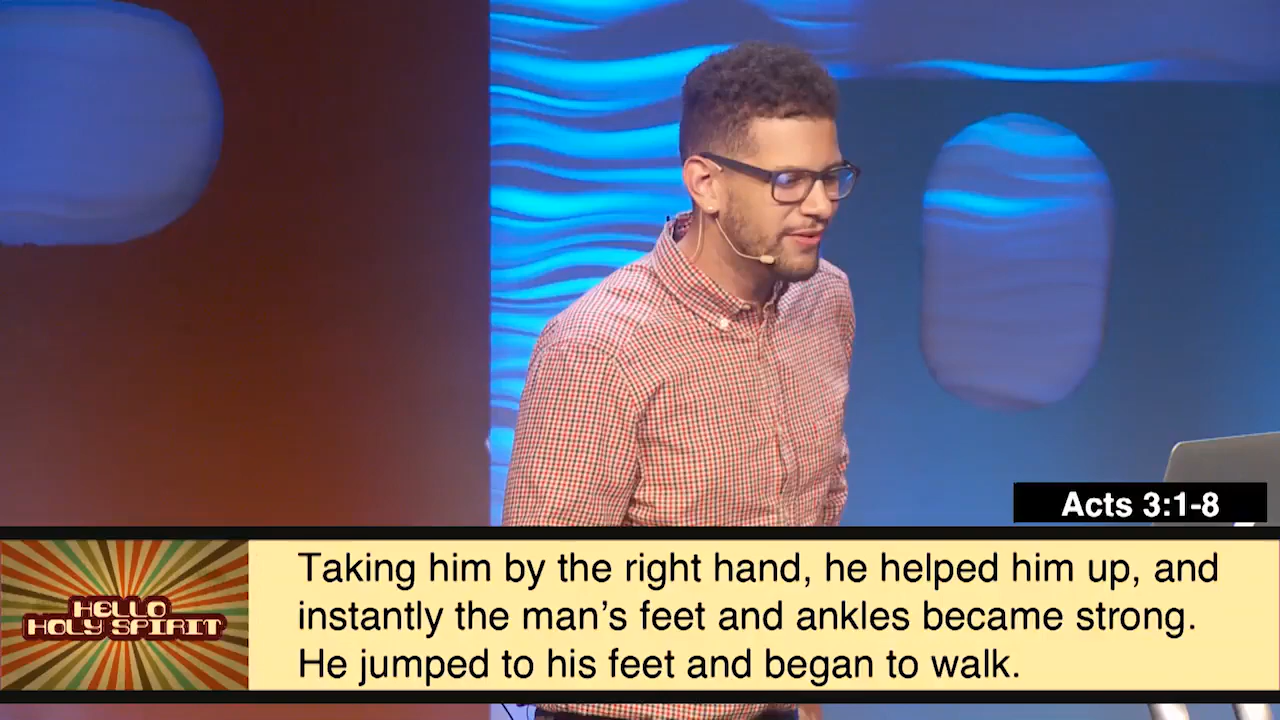 Acts 3:1-8
HELLO
HOLY SPIRIT
Taking him by the right hand, he helped him up, and
instantly the man’s feet and ankles became strong.
He jumped to his feet and began to walk.